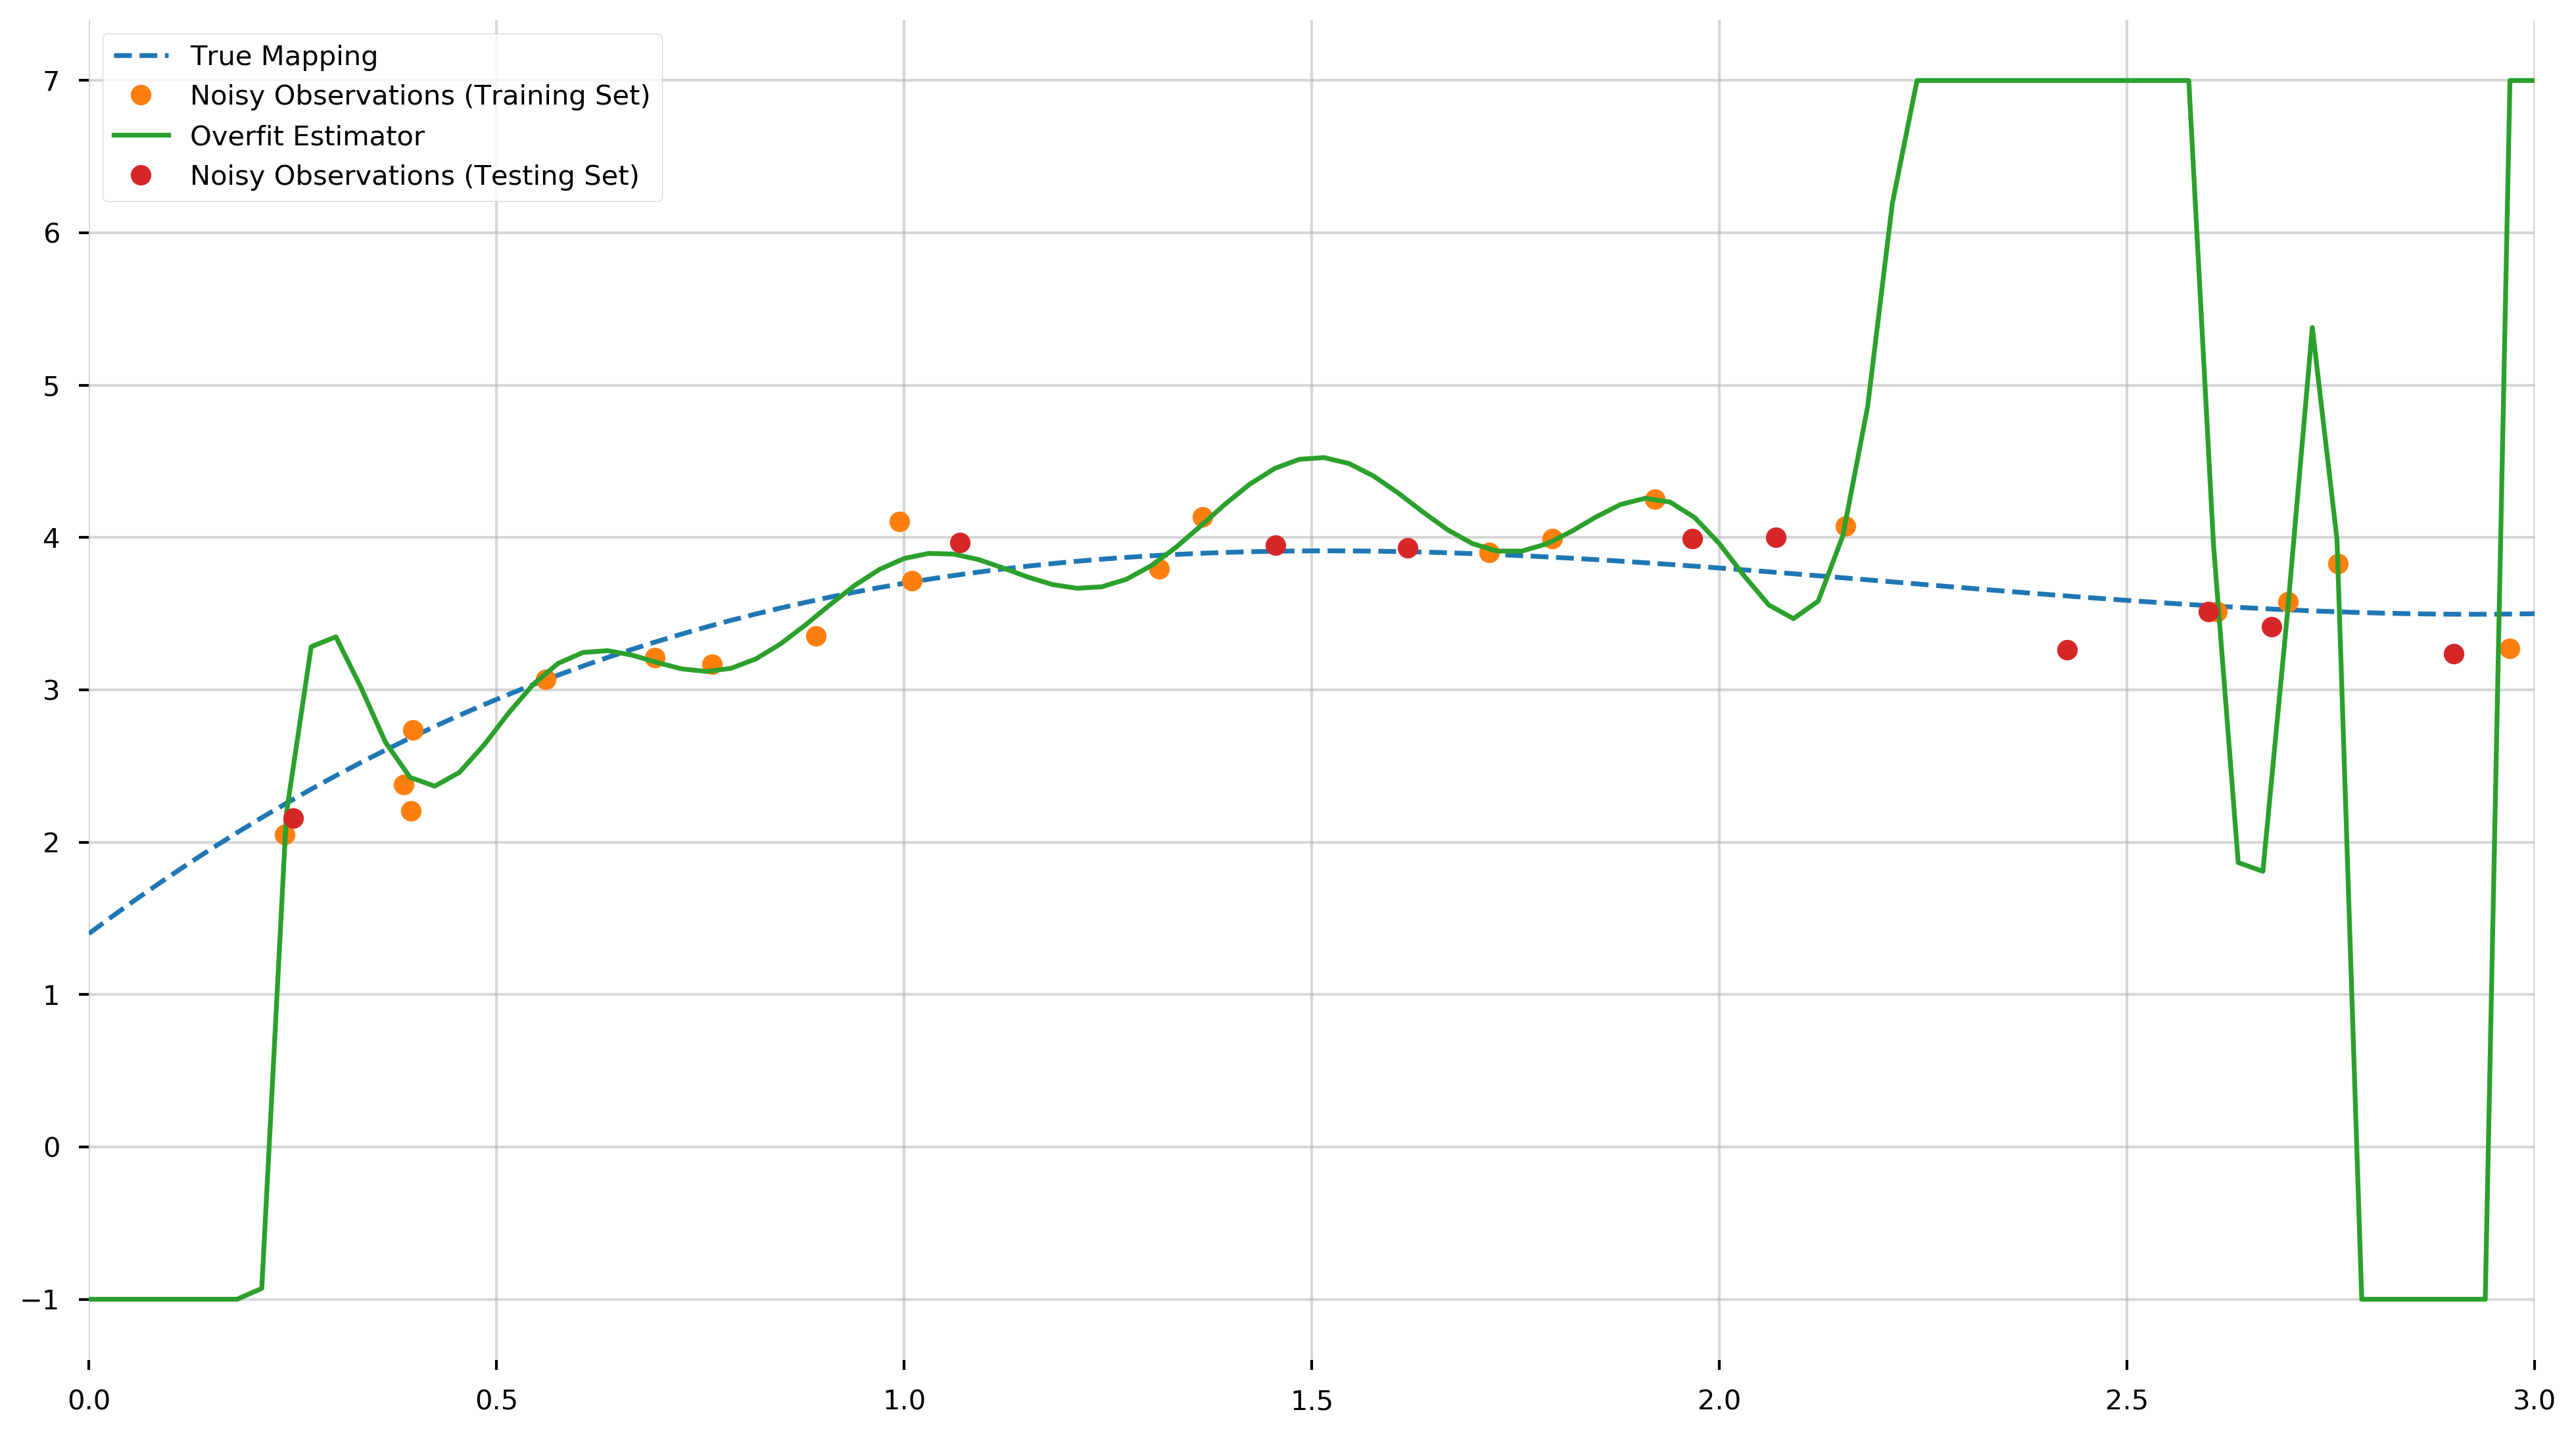 True Mapping
Noisy Observations (Training Set)
Overfit Estimator
Noisy Observations (Testing Set)
7
6
5
4
3
2
1
0
−1
0.0 0.5 1.0 1.5 2.0 2.5 3.0